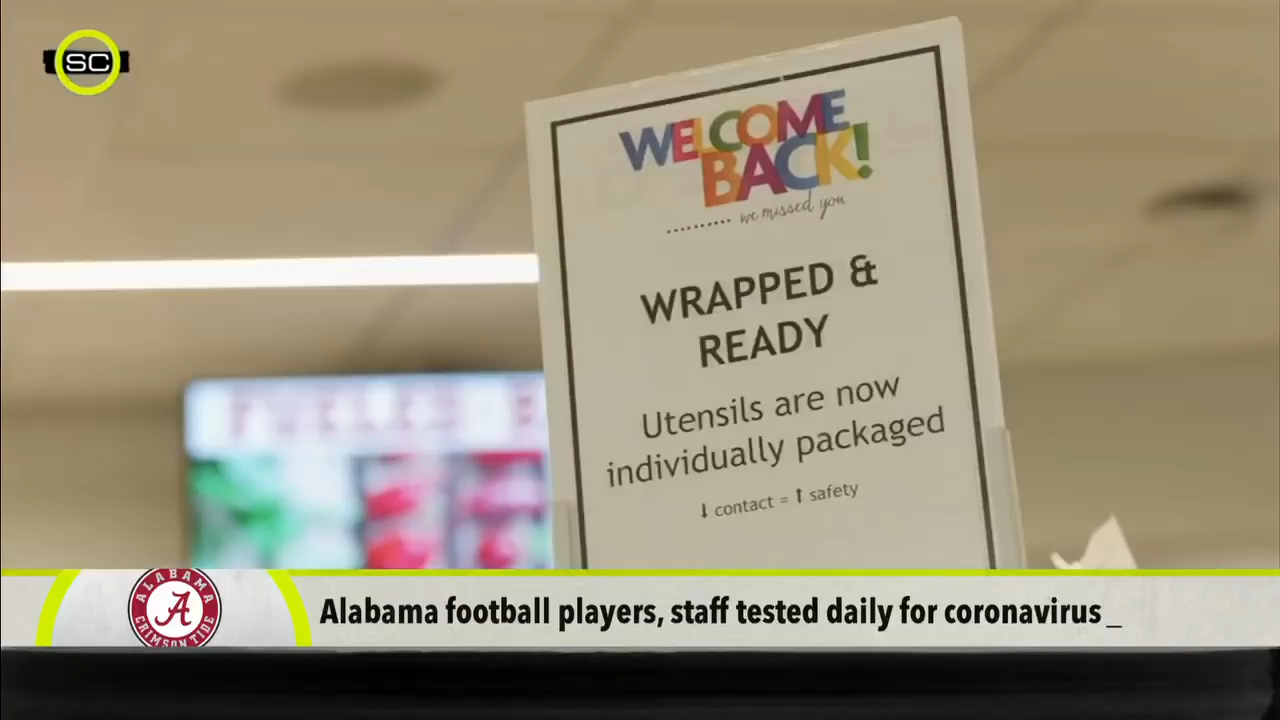 SC
WELCOME
BACK!
.......... we missed you
WRAPPED &
READY
Utensils are now
individually packaged
⬇ contact = ⬆ safety
ALABAMA
A
CRIMSON TIDE
Alabama football players, staff tested daily for coronavirus _